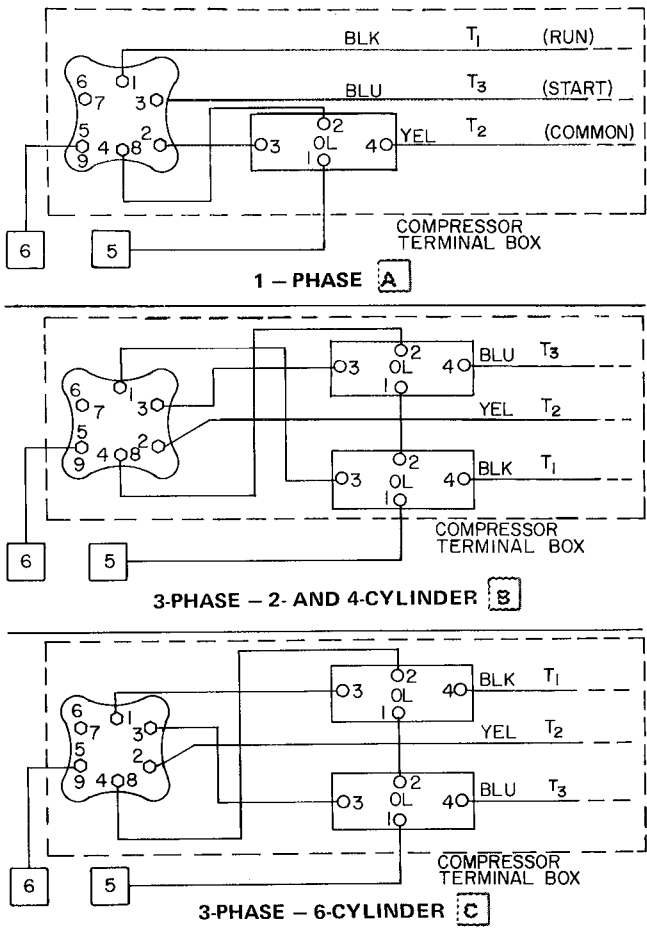 BLK T1 (RUN)
6 1
7 3 BLU T3 (START)
5 2 2
4 8 3 OL 4 YEL T2 (COMMON)
9 1
6 5
COMPRESSOR
TERMINAL BOX
1 – PHASE A
2
3 OL 4 BLU T3
1
6 1
7 3 YEL T2
5 2
4 8 2
9 3 OL 4 BLK T1
1
COMPRESSOR
TERMINAL BOX
6 5
3-PHASE – 2- AND 4-CYLINDER B
2
3 OL 4 BLK T1
1
6 1
7 3 YEL T2
5 2
4 8 2
9 3 OL 4 BLU T3
1
COMPRESSOR
TERMINAL BOX
6 5
3-PHASE – 6-CYLINDER C